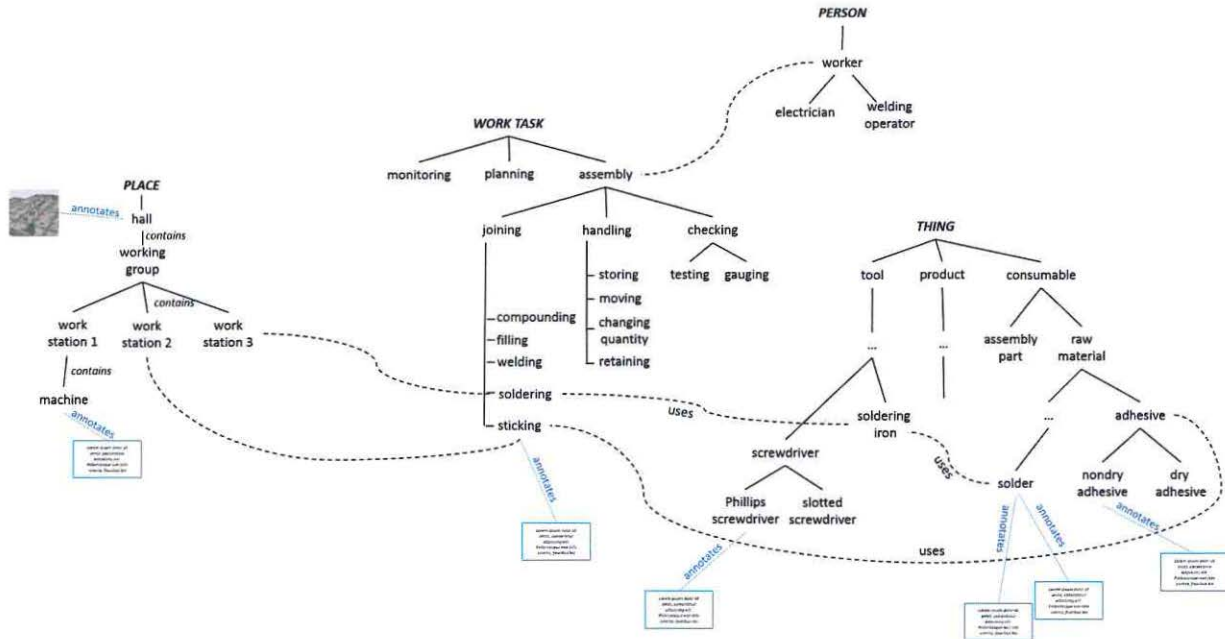 PERSON
worker
electrician
welding
operator
WORK TASK
monitoring
planning
assembly
joining
handling
checking
testing
gauging
storing
moving
changing
quantity
retaining
compounding
filling
welding
soldering
sticking
annotates
PLACE
annotates
hall
contains
working
group
contains
work
station 1
work
station 2
work
station 3
contains
machine
annotates
THING
tool
product
consumable
...
...
assembly
part
raw
material
uses
soldering
iron
...
adhesive
screwdriver
uses
solder
nondry
adhesive
dry
adhesive
Phillips
screwdriver
slotted
screwdriver
annotates
annotates
annotates
annotates
uses